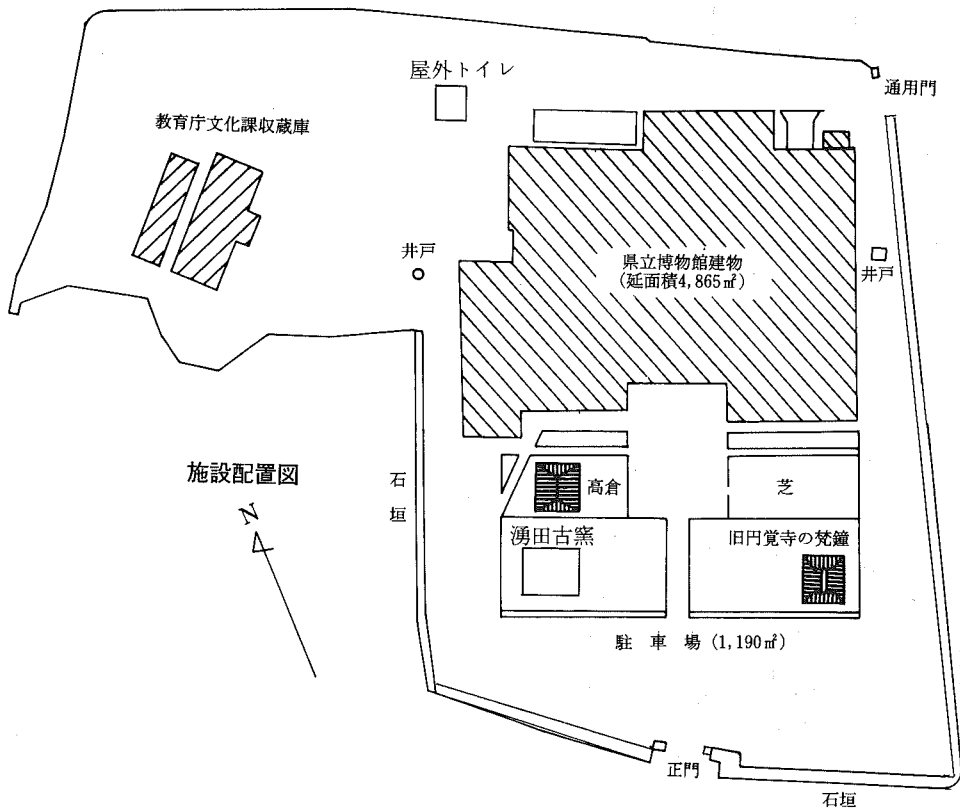 屋外トイレ
通用門
教育庁文化課収蔵庫
井戸
県立博物館建物
(延面積4,865㎡)
井戸
施設配置図
N
石垣
高倉
芝
湧田古窯
旧円覚寺の梵鐘
駐車場(1,190㎡)
正門
石垣